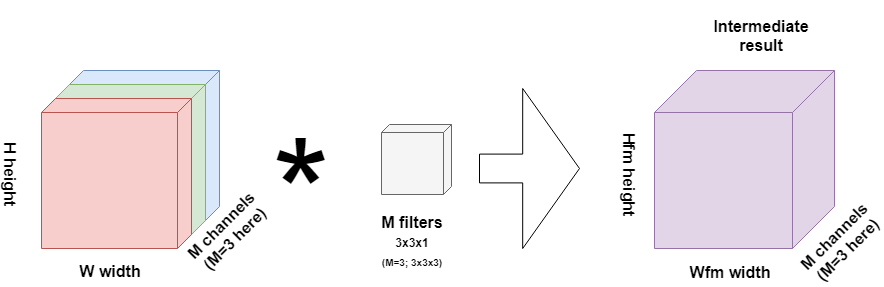 Intermediate
result
H height
W width
M channels
(M=3 here)
*
M filters
3x3x1
(M=3; 3x3x3)
Hfm height
Wfm width
M channels
(M=3 here)